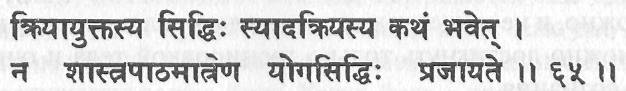 क्रियायुक्तस्य सिद्धिः स्यादक्रियस्य कथं भवेत्
न शास्त्रपाठमात्रेण योगसिद्धिः प्रजायते ।। ६५ ।।